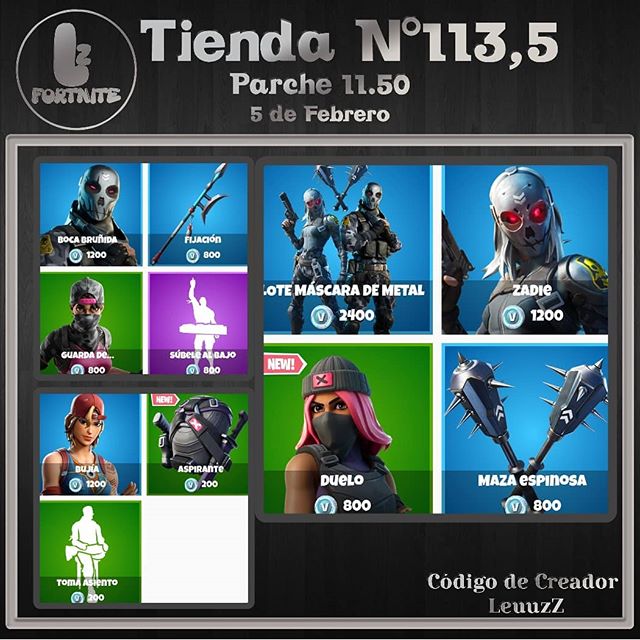 Lz
FORTNITE
Tienda N°113,5
Parche 11.50
5 de Febrero
BOCA BRUÑIDA
V 1200
FIJACIÓN
V 800
GUARDA DE...
V 800
SÚBELE AL BAJO
V 800
LOTE MÁSCARA DE METAL
V 2400
ZADIE
V 1200
BUJÍA
V 1200
NEW!
ASPIRANTE
V 200
TOMA ASIENTO
V 200
NEW!
DUELO
V 800
MAZA ESPINOSA
V 800
Código de Creador
LeuuzZ